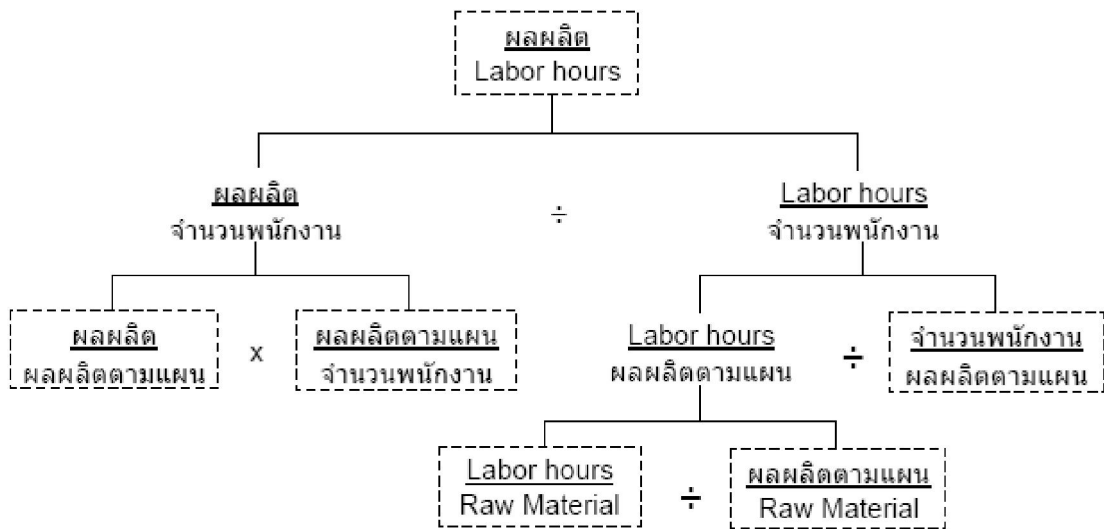 ผลผลิต
Labor hours
ผลผลิต
จำนวนพนักงาน
÷
Labor hours
จำนวนพนักงาน
ผลผลิต
ผลผลิตตามแผน
x
ผลผลิตตามแผน
จำนวนพนักงาน
Labor hours
ผลผลิตตามแผน
÷
จำนวนพนักงาน
ผลผลิตตามแผน
Labor hours
Raw Material
÷
ผลผลิตตามแผน
Raw Material